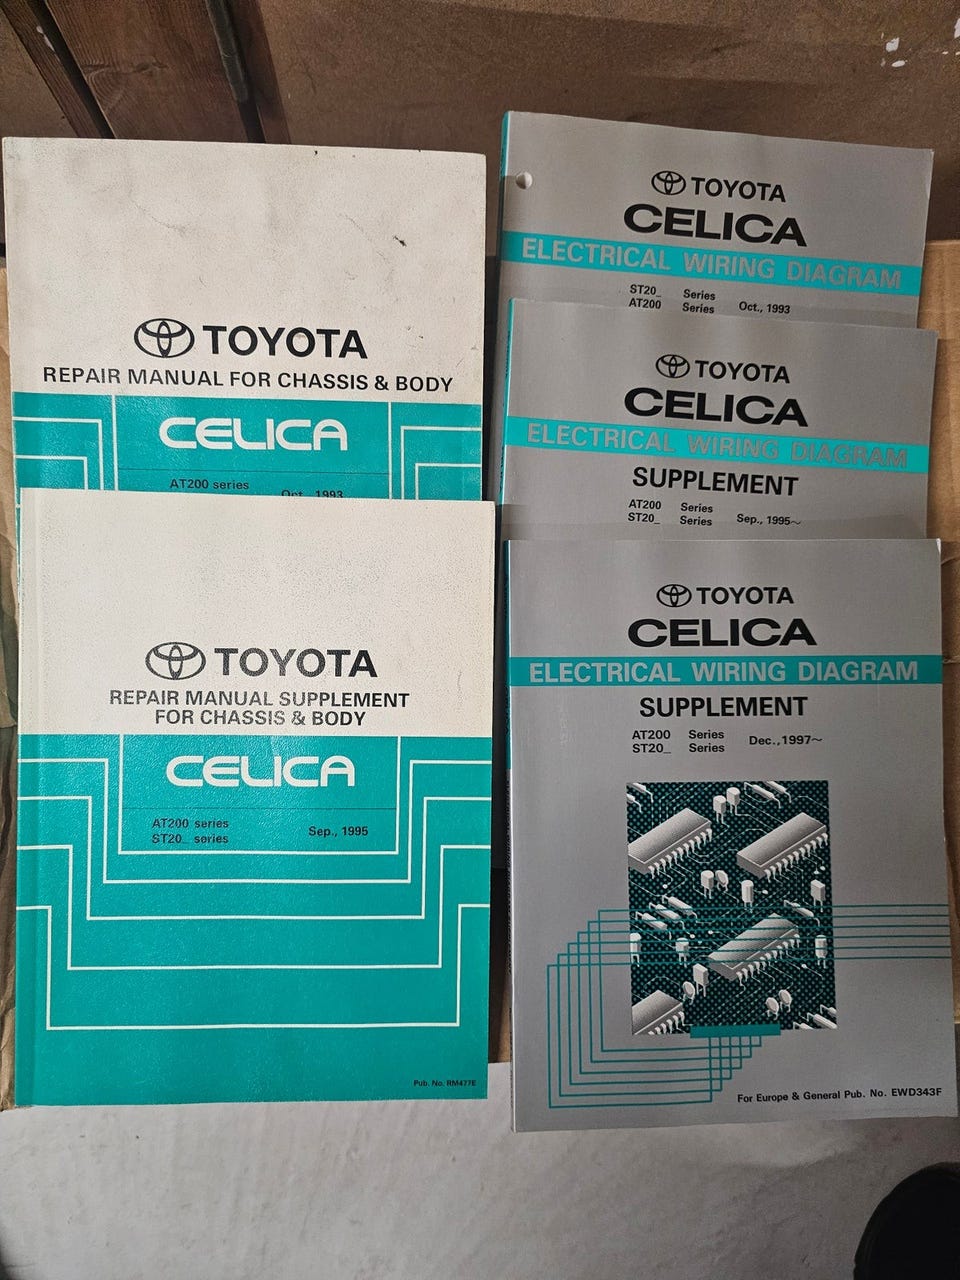 TOYOTA
REPAIR MANUAL FOR CHASSIS & BODY
CELICA
AT200 series
Oct., 1993
TOYOTA
REPAIR MANUAL SUPPLEMENT
FOR CHASSIS & BODY
CELICA
AT200 series
ST20_ series
Sep., 1995
Pub. No. RM477E
TOYOTA
CELICA
ELECTRICAL WIRING DIAGRAM
ST20_ Series
AT200 Series Oct., 1993
TOYOTA
CELICA
ELECTRICAL WIRING DIAGRAM
SUPPLEMENT
AT200 Series
ST20_ Series Sep., 1995~
TOYOTA
CELICA
ELECTRICAL WIRING DIAGRAM
SUPPLEMENT
AT200 Series
ST20_ Series Dec., 1997~
For Europe & General Pub. No. EWD343F